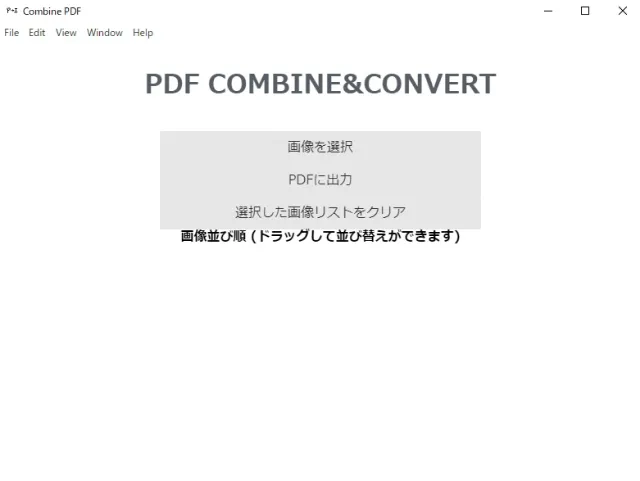 Combine PDF
File Edit View Window Help
PDF COMBINE&CONVERT
画像を選択
PDFに出力
選択した画像リストをクリア
画像並び順 (ドラッグして並び替えができます)